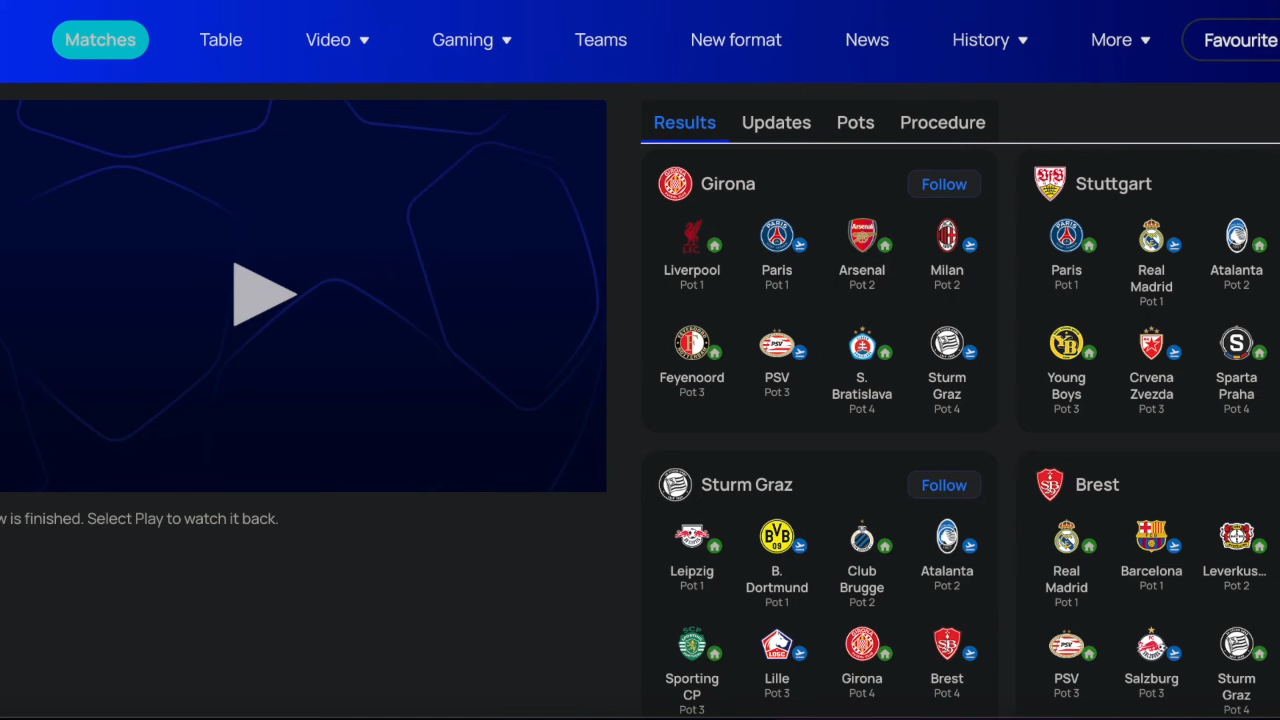 Matches Table Video Gaming Teams New format News History More Favourite
w is finished. Select Play to watch it back.
Results Updates Pots Procedure
Girona Follow
Liverpool Paris Arsenal Milan
Pot 1 Pot 1 Pot 2 Pot 2
Feyenoord PSV S. Bratislava Sturm Graz
Pot 3 Pot 3 Pot 4 Pot 4
Stuttgart
Paris Real Madrid Atalanta
Pot 1 Pot 1 Pot 2
Young Boys Crvena Zvezda Sparta Praha
Pot 3 Pot 3 Pot 4
Sturm Graz Follow
Leipzig B. Dortmund Club Brugge Atalanta
Pot 1 Pot 1 Pot 2 Pot 2
Sporting CP Lille Girona Brest
Pot 3 Pot 3 Pot 4 Pot 4
Brest
Real Madrid Barcelona Leverkus...
Pot 1 Pot 1 Pot 2
PSV Salzburg Sturm Graz
Pot 3 Pot 3 Pot 4